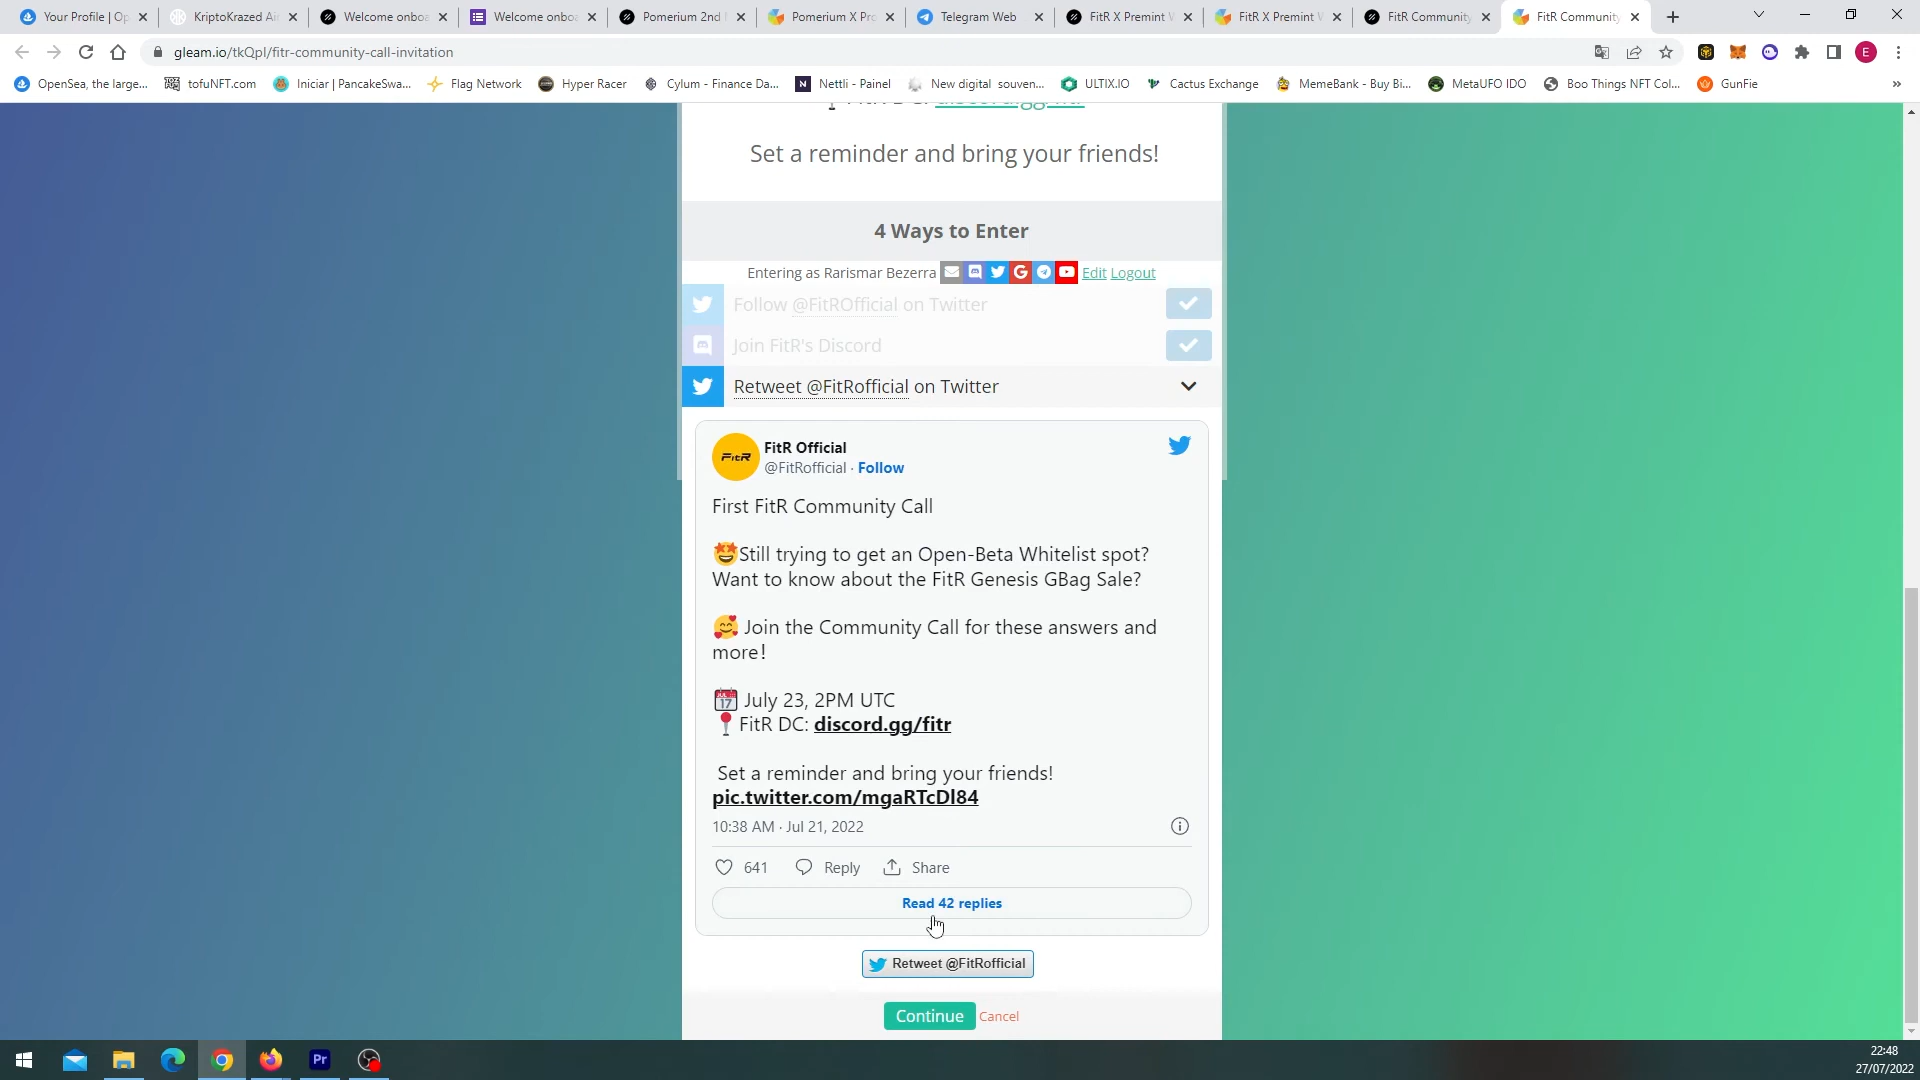 Your Profile | Op
KriptoKrazed Ai
Welcome onboa
Welcome onboa
Pomerium 2nd
Pomerium X Pro
Telegram Web
FitR X Premint
FitR X Premint
FitR Community
FitR Community
gleam.io/tkQpI/fitr-community-call-invitation
E
OpenSea, the large...
tofuNFT.com
Iniciar | PancakeSwa...
Flag Network
Hyper Racer
Cylum - Finance Da...
Nettli - Painel
New digital souven...
ULTIX.IO
Cactus Exchange
MemeBank - Buy Bi...
MetaUFO IDO
Boo Things NFT Col...
GunFie
»
Set a reminder and bring your friends!
4 Ways to Enter
Entering as Rarismar Bezerra Edit Logout
Follow @FitROfficial on Twitter
Join FitR's Discord
Retweet @FitRofficial on Twitter
FitR
FitR Official
@FitRofficial · Follow
First FitR Community Call
🤩Still trying to get an Open-Beta Whitelist spot?
Want to know about the FitR Genesis GBag Sale?
🥰 Join the Community Call for these answers and
more!
📅 July 23, 2PM UTC
📍FitR DC: discord.gg/fitr
Set a reminder and bring your friends!
pic.twitter.com/mgaRTcDl84
10:38 AM · Jul 21, 2022
641 Reply Share
Read 42 replies
Retweet @FitRofficial
Continue Cancel
Pr
22:48
27/07/2022